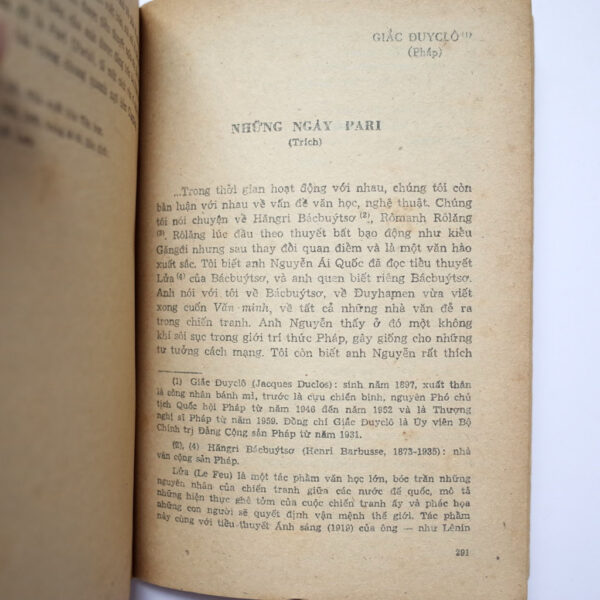 GIẮC ĐUYCLÔ (1)
(Pháp)
NHỮNG NGÀY PARI
(Trích)
...Trong thời gian hoạt động với nhau, chúng tôi còn
bàn luận với nhau về vấn đề văn học, nghệ thuật. Chúng
tôi nói chuyện về Hăngri Bácbuýtsơ (2), Rômanh Rôlăng
(3). Rôlăng lúc đầu theo thuyết bất bạo động như kiểu
Găngđi nhưng sau thay đổi quan điểm và là một văn hào
xuất sắc. Tôi biết anh Nguyễn Ái Quốc đã đọc tiểu thuyết
Lửa (4) của Bácbuýtsơ, và anh quen biết riêng Bácbuýtsơ.
Anh nói với tôi về Bácbuýtsơ, về Đuyhamen vừa viết
xong cuốn Văn minh, về tất cả những nhà văn đề ra
trong chiến tranh. Anh Nguyễn thấy ở đó một không
khí sôi sục trong giới trí thức Pháp, gây giống cho những
tư tưởng cách mạng. Tôi còn biết anh Nguyễn rất thích
(1) Giắc Đuyclô (Jacques Duclos): sinh năm 1897, xuất thân
là công nhân bánh mì, trước là cựu chiến binh, nguyên Phó chủ
tịch Quốc hội Pháp từ năm 1946 đến năm 1952 và là Thượng
nghị sĩ Pháp từ năm 1959. Đồng chí Giắc Đuyclô là Ủy viên Bộ
Chính trị Đảng Cộng sản Pháp từ năm 1931.
(2), (4) Hăngri Bácbuýtsơ (Henri Barbusse, 1873-1935): nhà
văn cộng sản Pháp.
Lửa (Le Feu) là một tác phẩm văn học lớn, bóc trần những
nguyên nhân của chiến tranh giữa các nước đế quốc, mô tả
những hiện thực ghê tởm của cuộc chiến tranh ấy và phác họa
những con người sẽ quyết định vận mệnh thế giới. Tác phẩm
này cùng với tiểu thuyết Ánh sáng (1919) của ông — như Lênin
291